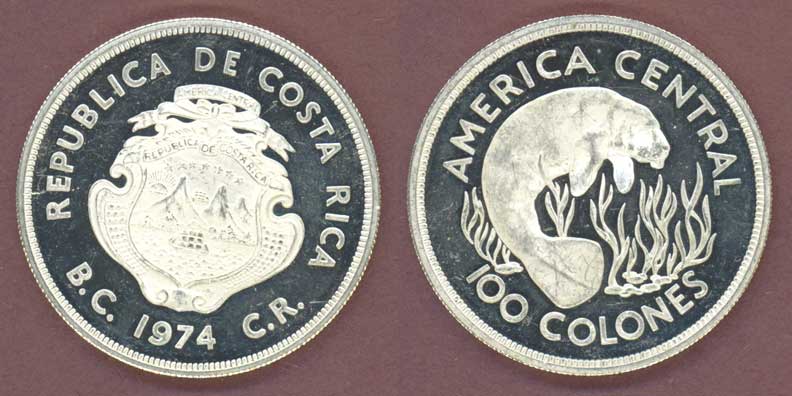 REPUBLICA DE COSTA RICA
AMERICA CENTRAL
REPUBLICA DE COSTA RICA
B.C. 1974 C.R.
AMERICA CENTRAL
100 COLONES